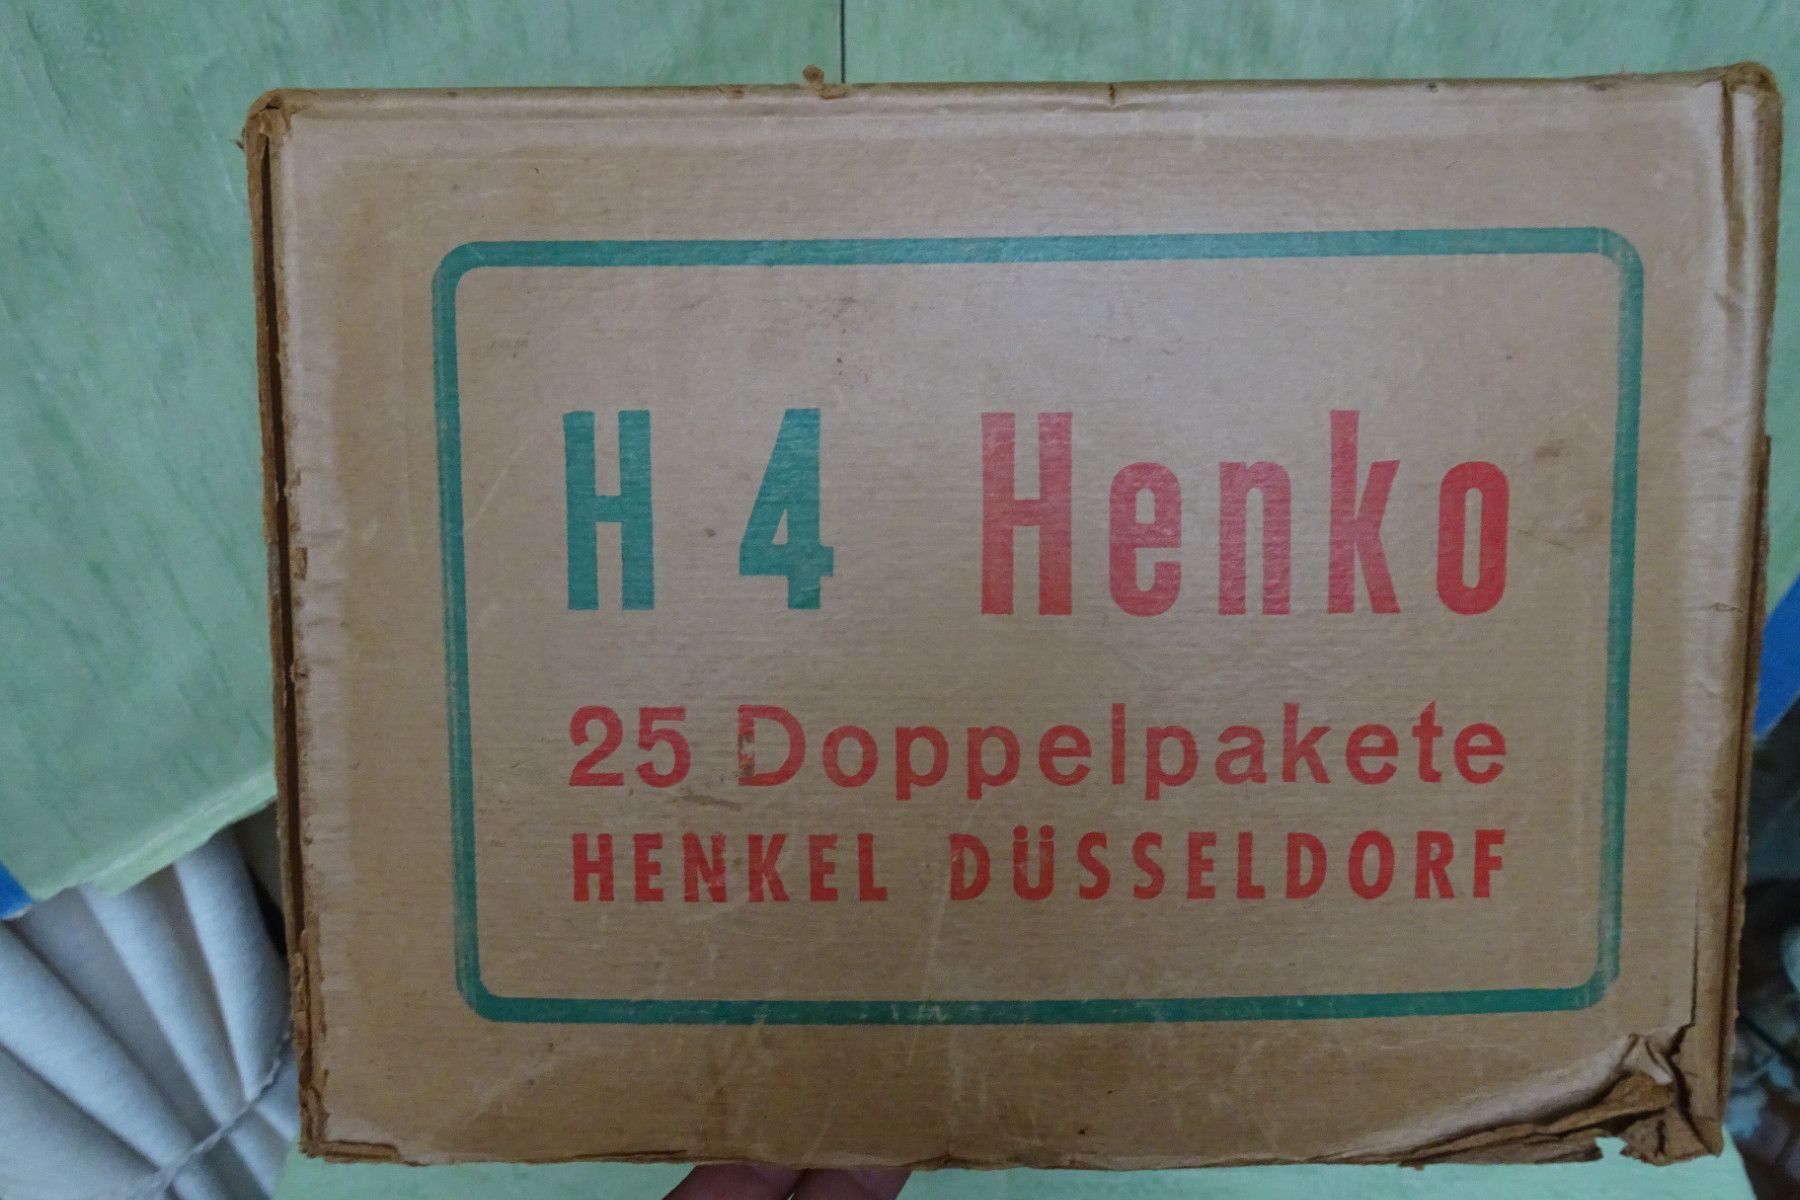 H 4 Henko
25 Doppelpakete
HENKEL DÜSSELDORF